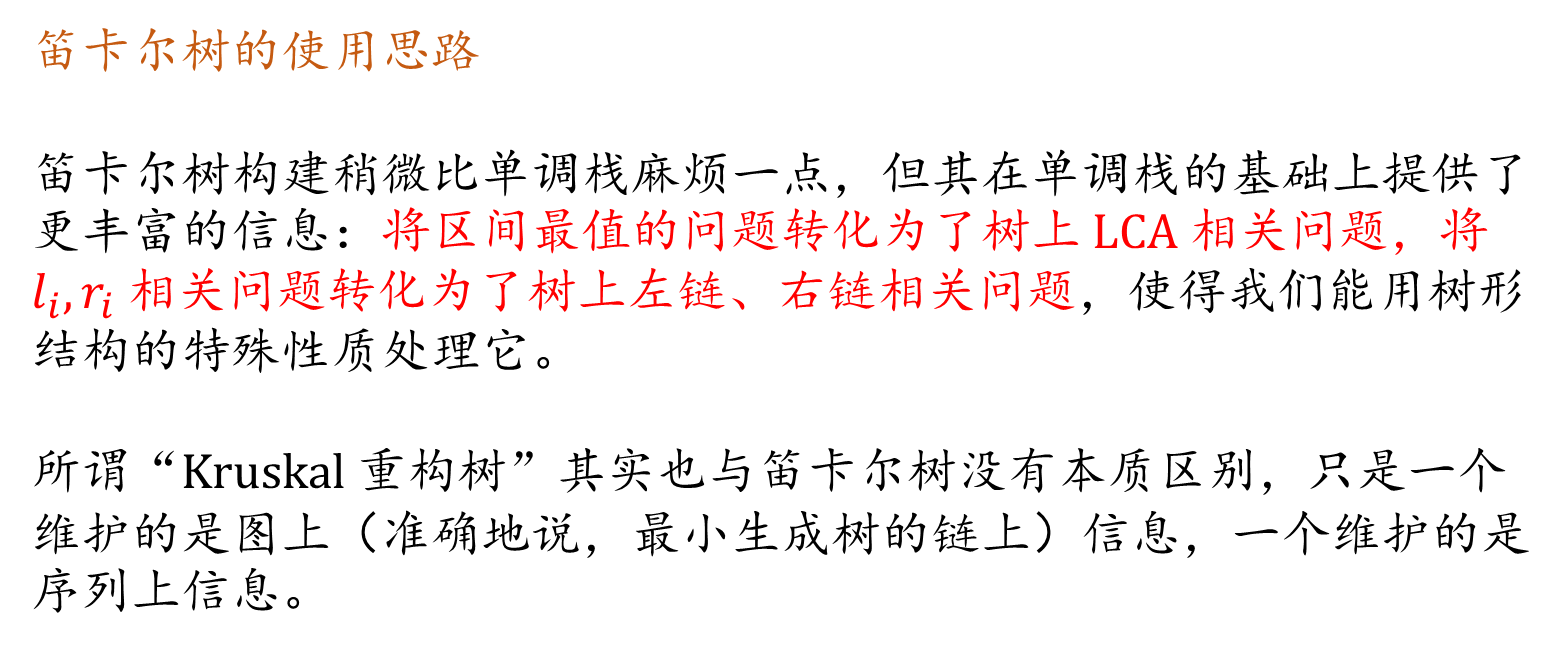 笛卡尔树的使用思路
笛卡尔树构建稍微比单调栈麻烦一点，但其在单调栈的基础上提供了
更丰富的信息：将区间最值的问题转化为了树上 LCA 相关问题，将
$l_i, r_i$ 相关问题转化为了树上左链、右链相关问题，使得我们能用树形
结构的特殊性质处理它。
所谓“Kruskal 重构树”其实也与笛卡尔树没有本质区别，只是一个
维护的是图上（准确地说，最小生成树的链上）信息，一个维护的是
序列上信息。